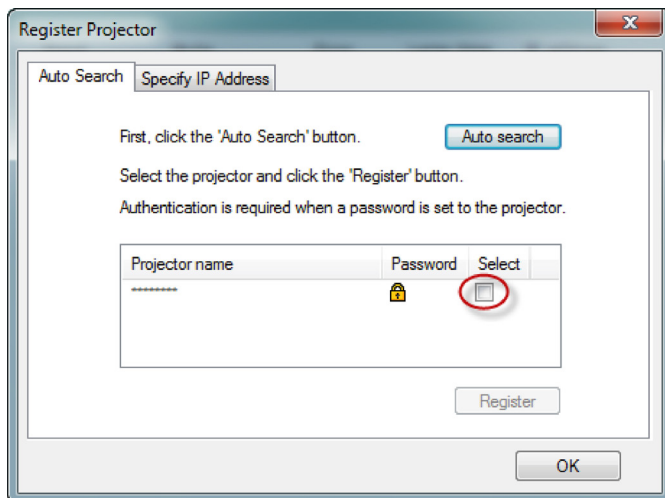 Register Projector
Auto Search Specify IP Address
First, click the 'Auto Search' button. Auto search
Select the projector and click the 'Register' button.
Authentication is required when a password is set to the projector.
Projector name Password Select
********
Register
OK